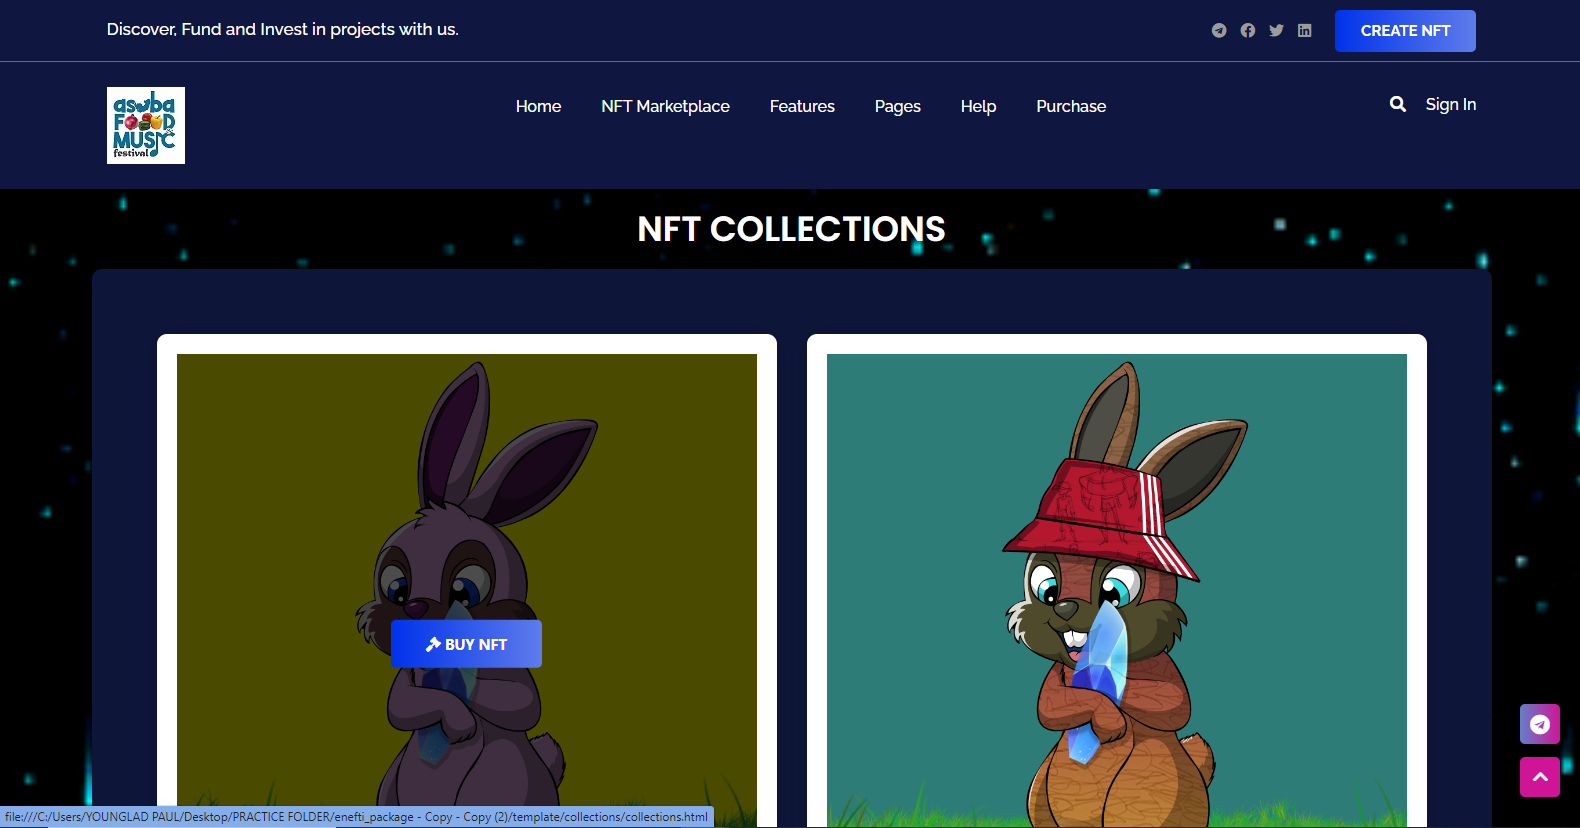 Discover, Fund and Invest in projects with us.
CREATE NFT
asaba
FOOD
&
MUSIC
festival
Home
NFT Marketplace
Features
Pages
Help
Purchase
Sign In
NFT COLLECTIONS
BUY NFT
file:///C:/Users/YOUNGLAD PAUL/Desktop/PRACTICE FOLDER/enefti_package - Copy - Copy (2)/template/collections/collections.html